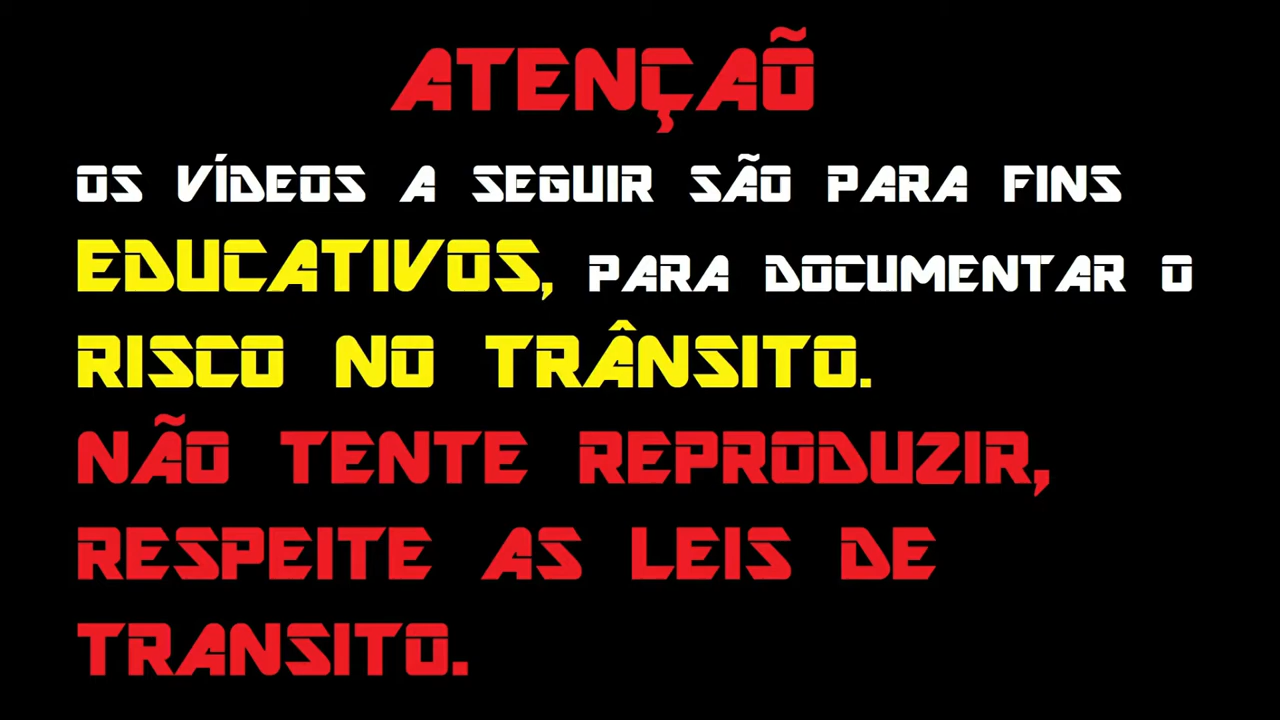 ATENÇAÕ
OS VÍDEOS A SEGUIR SÃO PARA FINS
EDUCATIVOS, PARA DOCUMENTAR O
RISCO NO TRÂNSITO.
NÃO TENTE REPRODUZIR,
RESPEITE AS LEIS DE
TRANSITO.